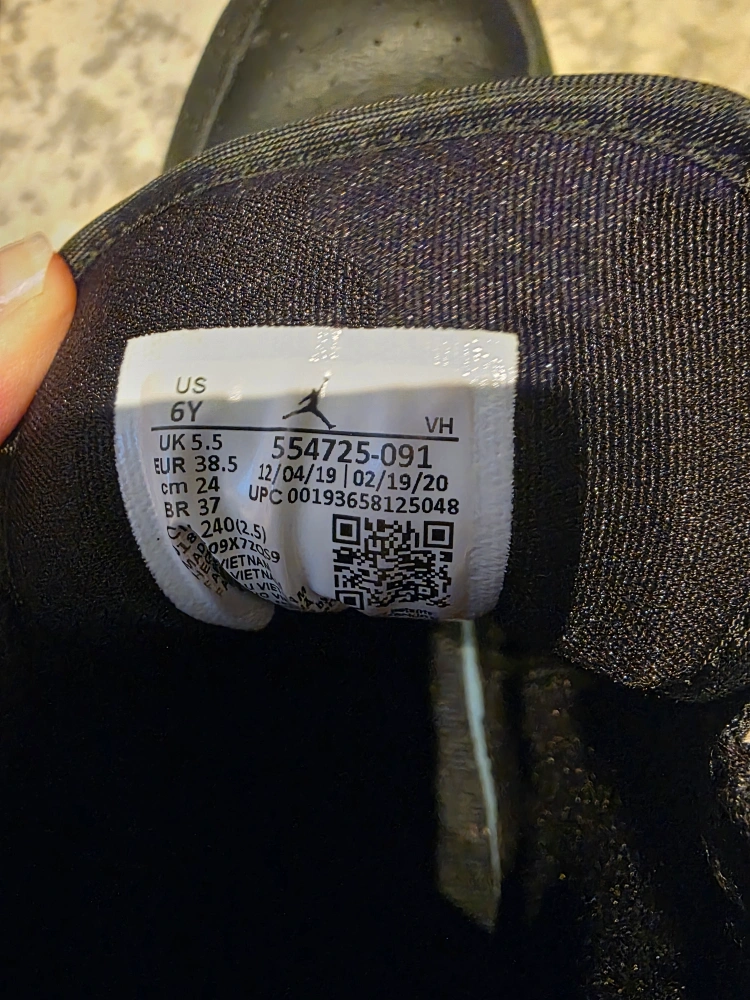 US
6Y
VH
UK 5.5
EUR 38.5
cm 24
BR 37
240(2.5)
554725-091
12/04/19 | 02/19/20
UPC 00193658125048
VIETNAM